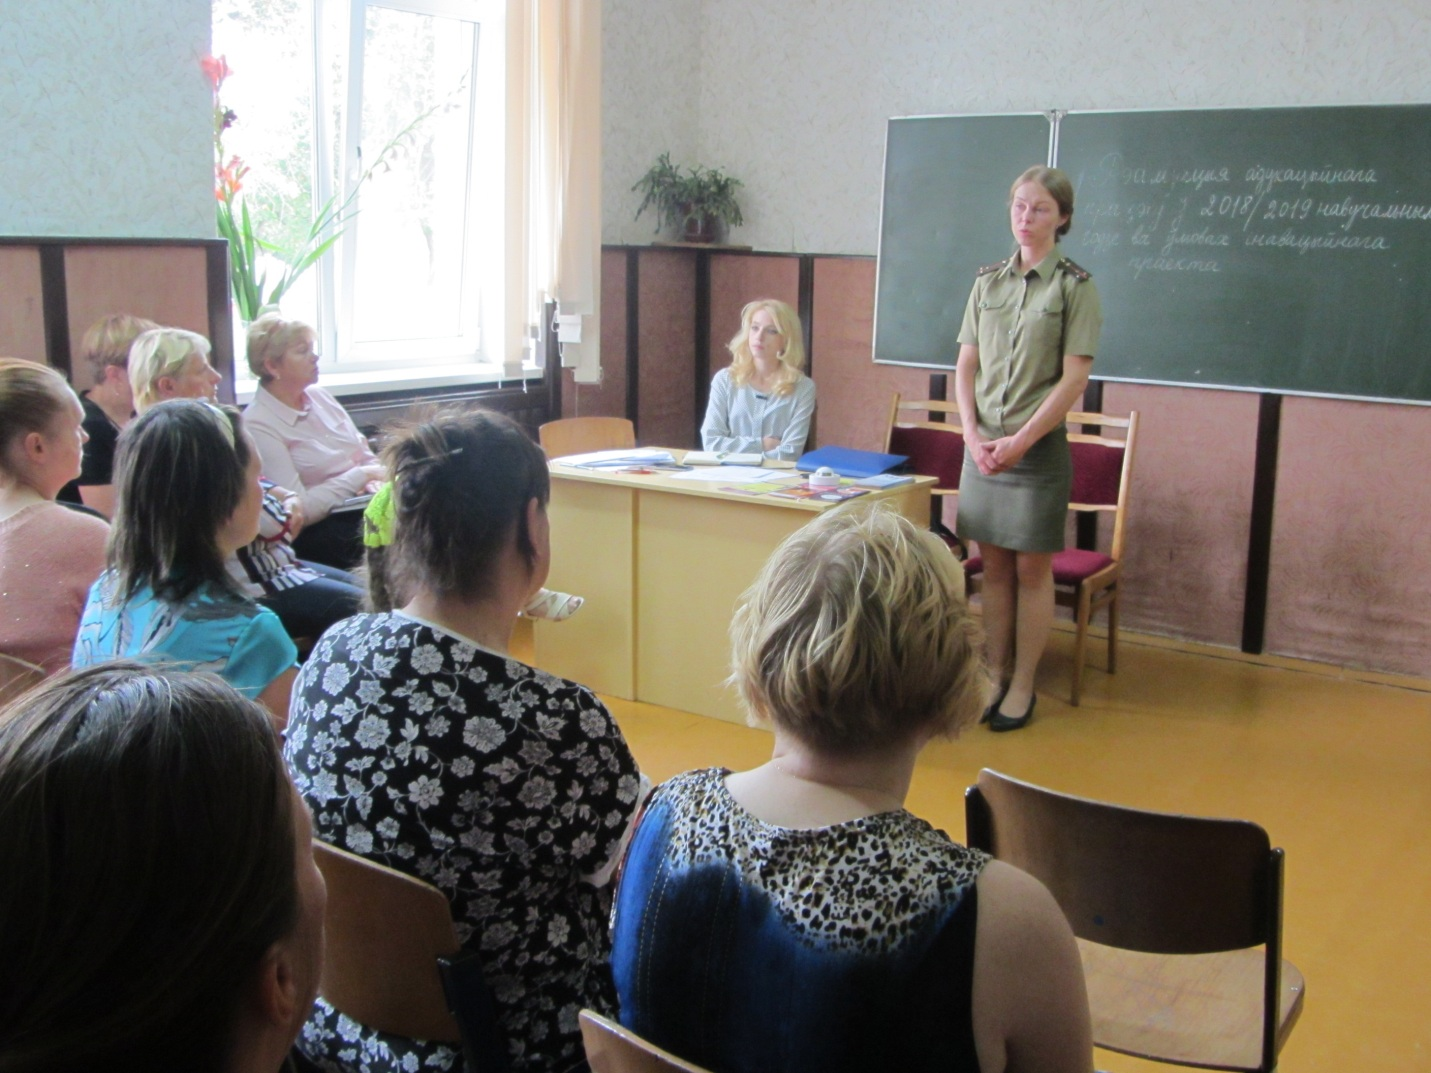 адукацыйнага
у 2018/2019 навучальным
годзе ва ўмовах інавацыйнага
праекта